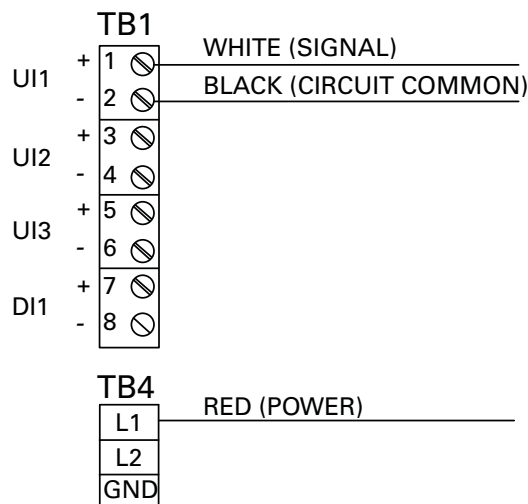 TB1
UI1 + 1 WHITE (SIGNAL)
- 2 BLACK (CIRCUIT COMMON)
UI2 + 3
- 4
UI3 + 5
- 6
DI1 + 7
- 8
TB4
L1 RED (POWER)
L2
GND